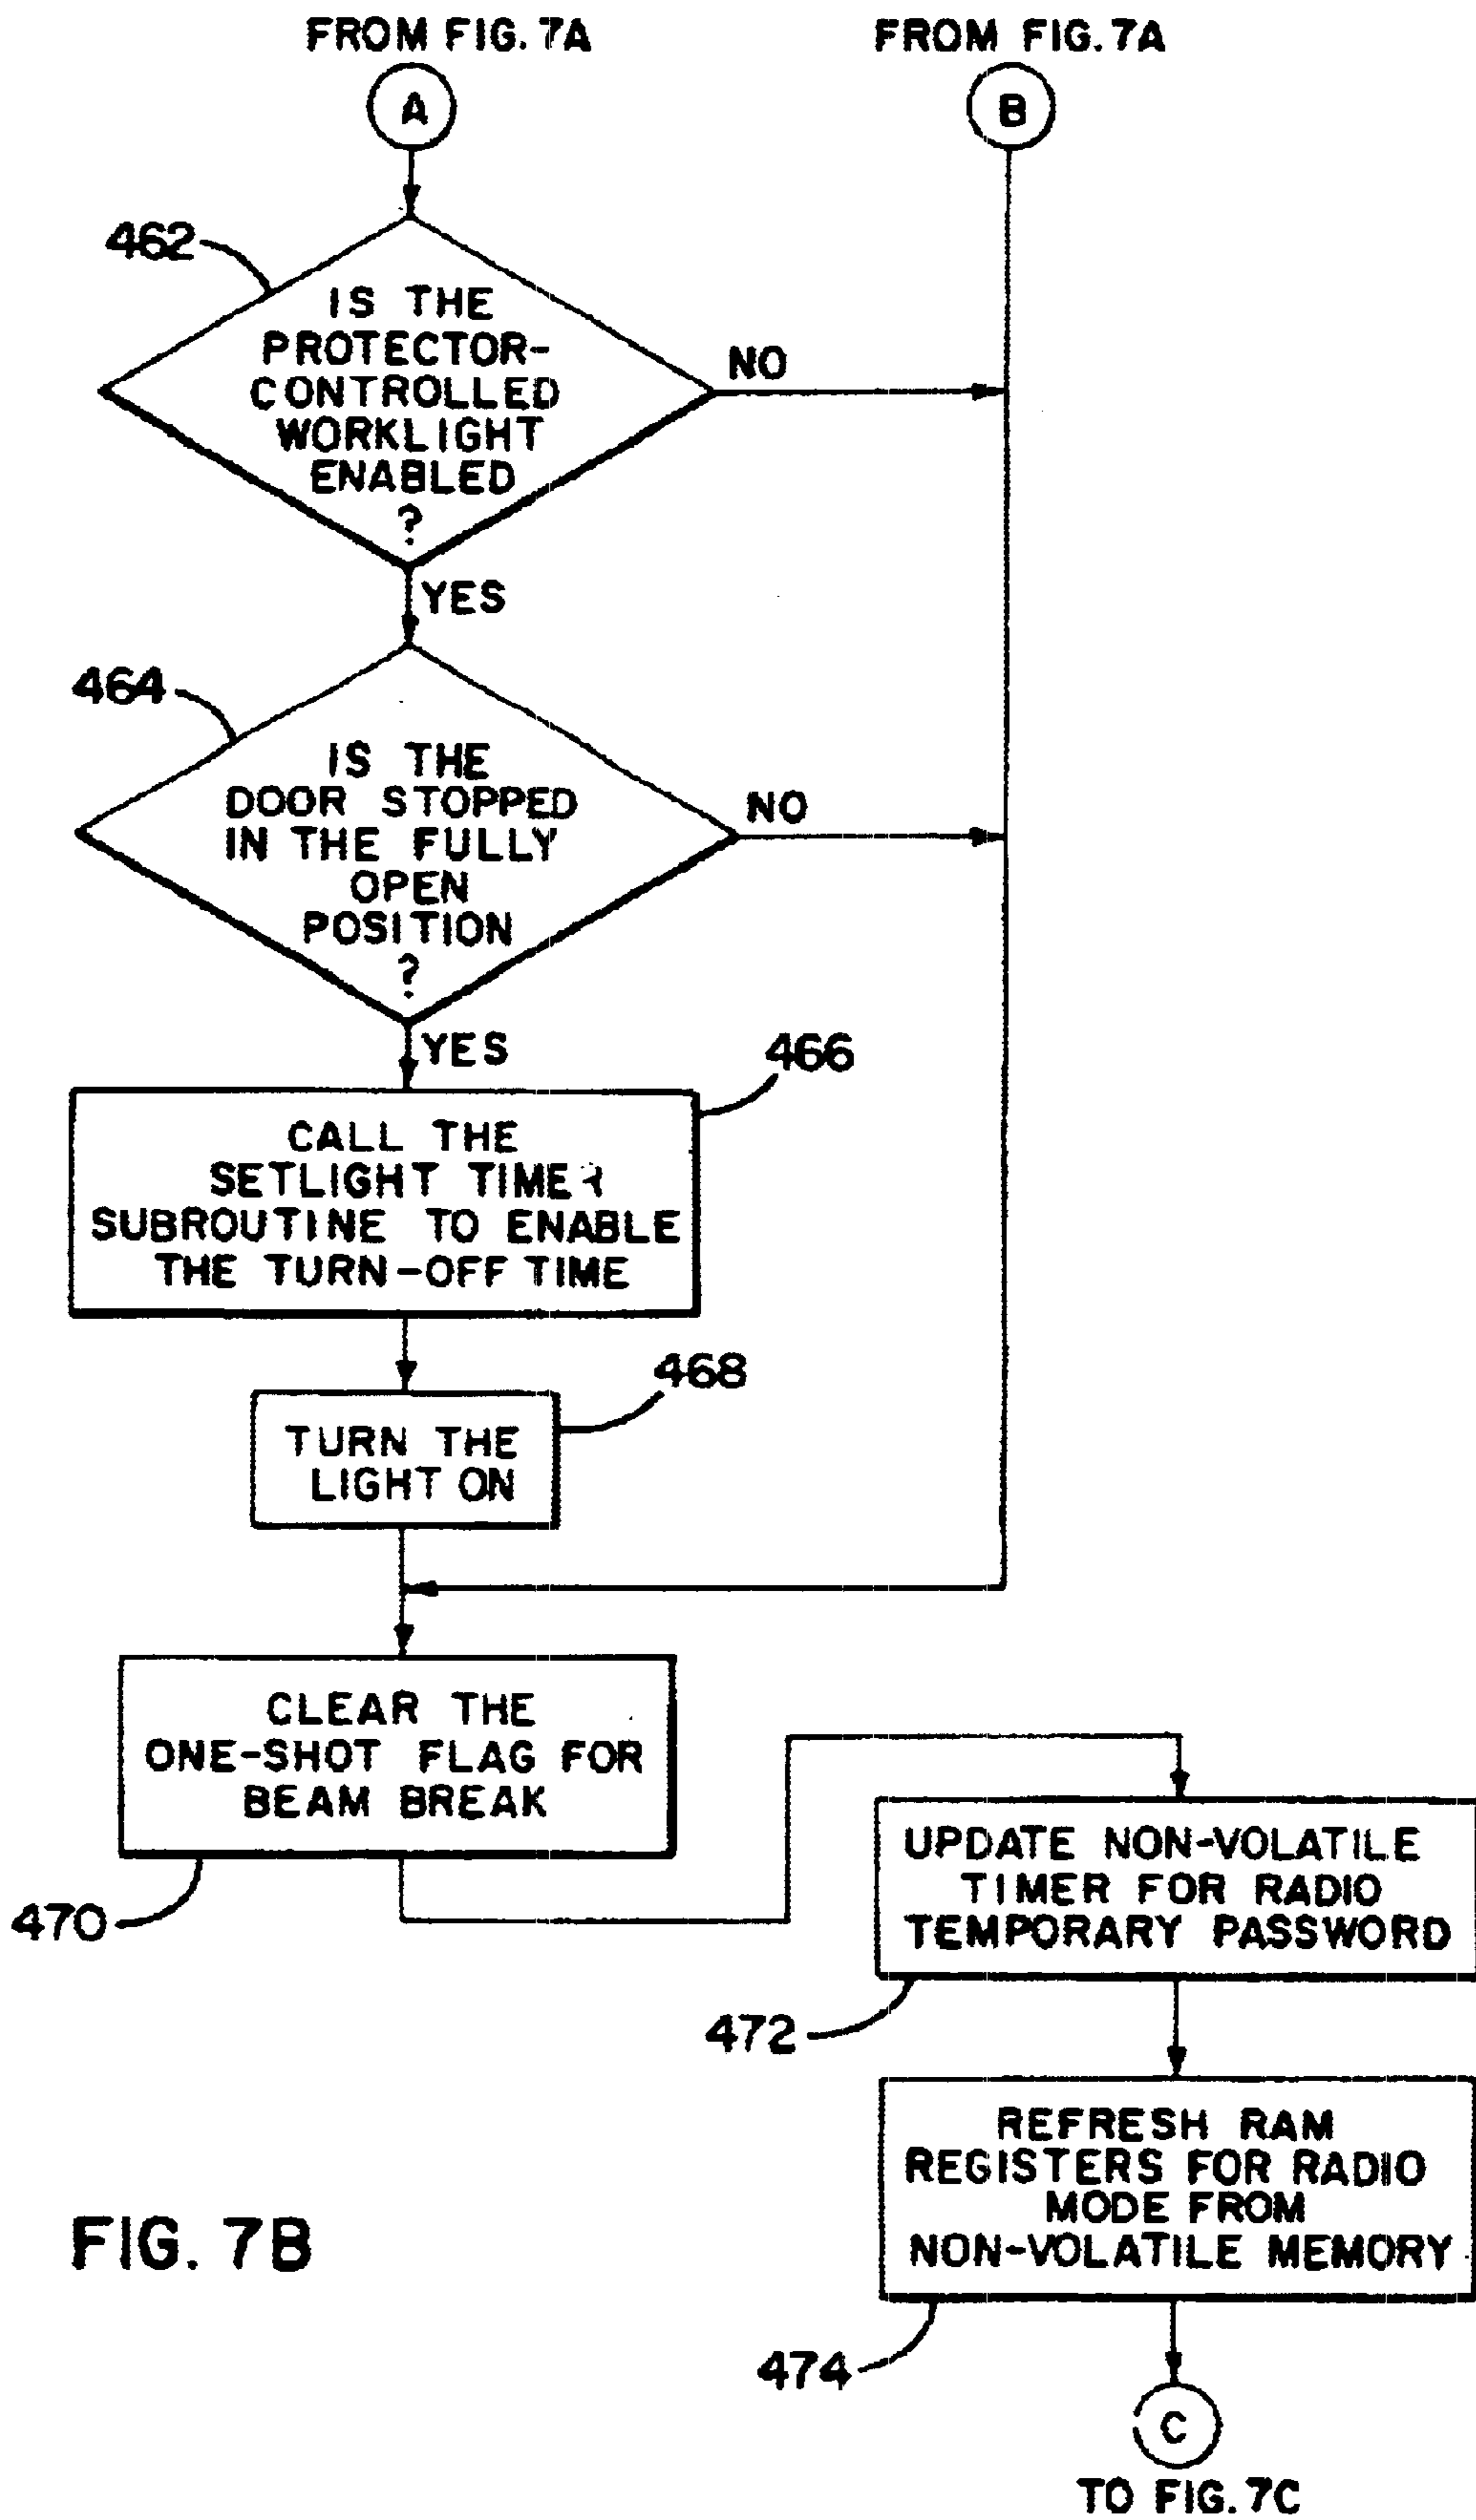 FROM FIG. 7A
FROM FIG. 7A
A
B
462
IS THE
PROTECTOR-
CONTROLLED
WORKLIGHT
ENABLED
?
NO
YES
464
IS THE
DOOR STOPPED
IN THE FULLY
OPEN
POSITION
?
NO
YES
466
CALL THE
SETLIGHT TIMER
SUBROUTINE TO ENABLE
THE TURN-OFF TIME
468
TURN THE
LIGHT ON
CLEAR THE
ONE-SHOT FLAG FOR
BEAM BREAK
470
UPDATE NON-VOLATILE
TIMER FOR RADIO
TEMPORARY PASSWORD
472
REFRESH RAM
REGISTERS FOR RADIO
MODE FROM
NON-VOLATILE MEMORY
474
C
TO FIG. 7C
FIG. 7B